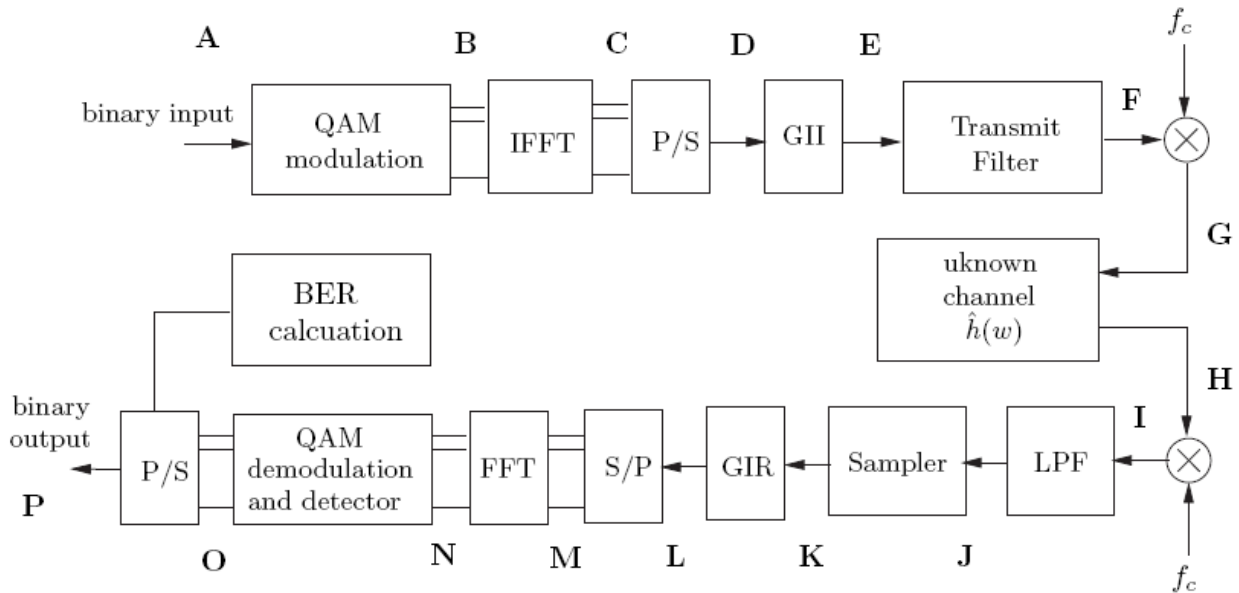 A
B
C
D
E
F
f_c
binary input
QAM
modulation
IFFT
P/S
GII
Transmit
Filter
G
uknown
channel
ĥ(w)
BER
calcuation
H
binary
output
P/S
QAM
demodulation
and detector
FFT
S/P
GIR
Sampler
LPF
I
P
O
N
M
L
K
J
f_c